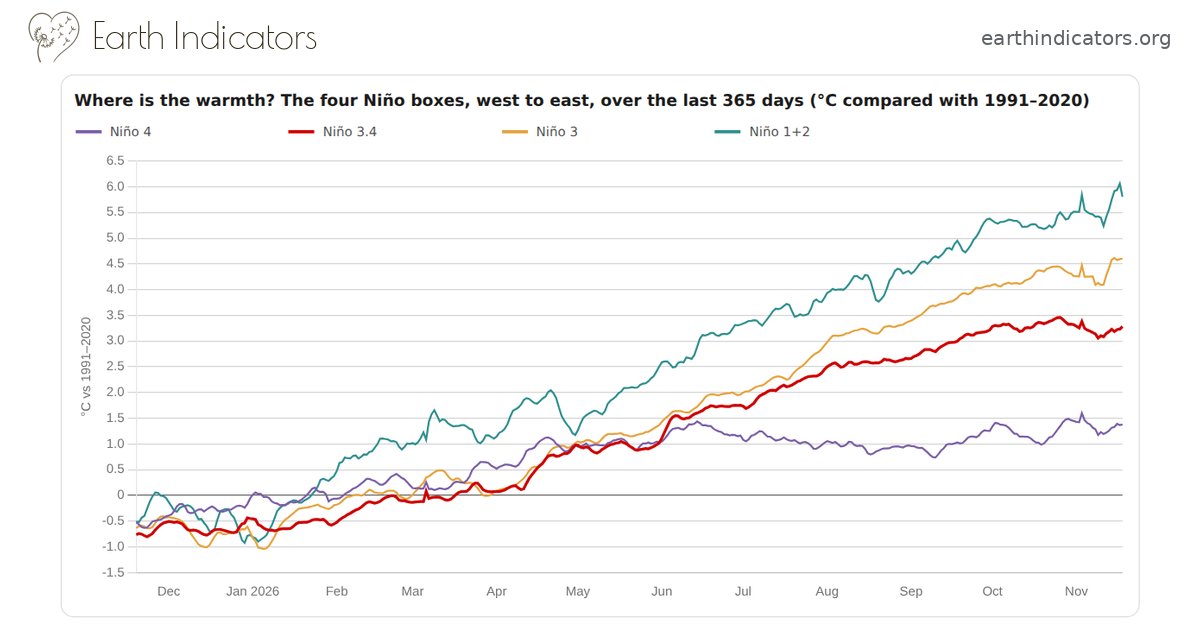 Earth Indicators
earthindicators.org
Where is the warmth? The four Niño boxes, west to east, over the last 365 days (°C compared with 1991–2020)
Niño 4 Niño 3.4 Niño 3 Niño 1+2
6.5
6.0
5.5
5.0
4.5
4.0
3.5
3.0
2.5
2.0
1.5
1.0
0.5
0
-0.5
-1.0
-1.5
°C vs 1991–2020
Dec Jan 2026 Feb Mar Apr May Jun Jul Aug Sep Oct Nov